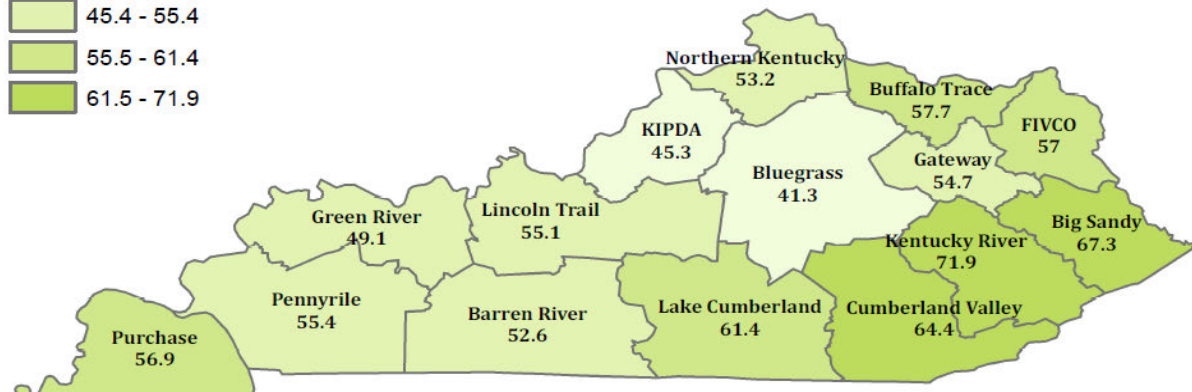 45.4 - 55.4
55.5 - 61.4
61.5 - 71.9
Northern Kentucky
53.2
Buffalo Trace
57.7
FIVCO
57
KIPDA
45.3
Bluegrass
41.3
Gateway
54.7
Green River
49.1
Lincoln Trail
55.1
Big Sandy
67.3
Kentucky River
71.9
Pennyrile
55.4
Barren River
52.6
Lake Cumberland
61.4
Cumberland Valley
64.4
Purchase
56.9